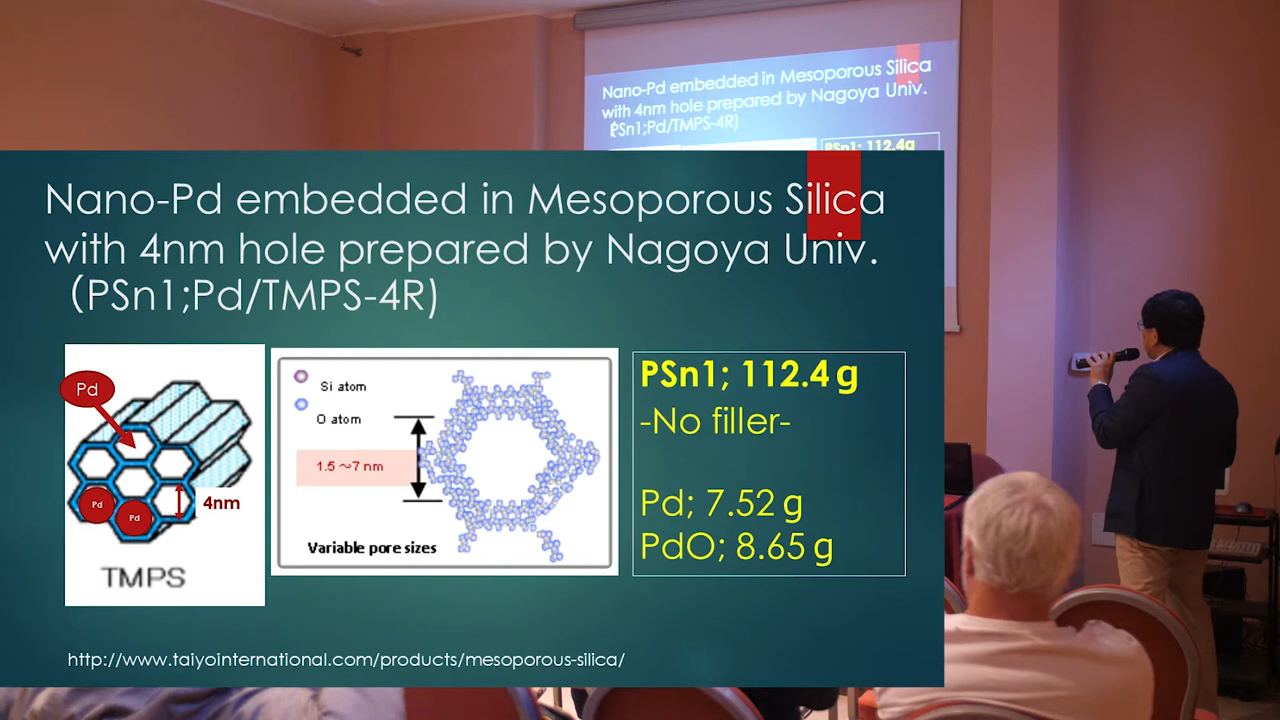 Nano-Pd embedded in Mesoporous Silica
with 4nm hole prepared by Nagoya Univ.
(PSn1;Pd/TMPS-4R)
PSn1; 112.4g
Nano-Pd embedded in Mesoporous Silica
with 4nm hole prepared by Nagoya Univ.
(PSn1;Pd/TMPS-4R)
Pd
Pd
Pd
4nm
TMPS
Si atom
O atom
1.5 ~7 nm
Variable pore sizes
PSn1; 112.4 g
-No filler-
Pd; 7.52 g
PdO; 8.65 g
http://www.taiyointernational.com/products/mesoporous-silica/